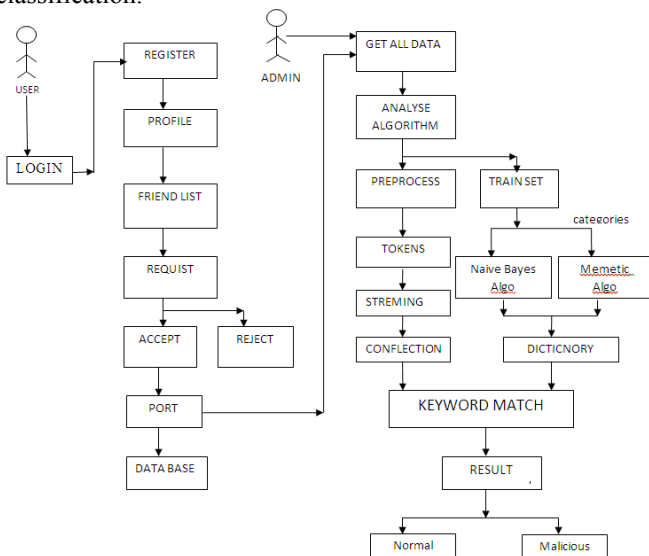 classification.
USER
LOGIN
REGISTER
PROFILE
FRIEND LIST
REQUIST
ACCEPT
REJECT
PORT
DATA BASE
ADMIN
GET ALL DATA
ANALYSE
ALGORITHM
PREPROCESS
TRAIN SET
categories
TOKENS
Naive Bayes
Algo
Memetic
Algo
STREMING
CONFLECTION
DICTICNORY
KEYWORD MATCH
RESULT
Normal
Malicious